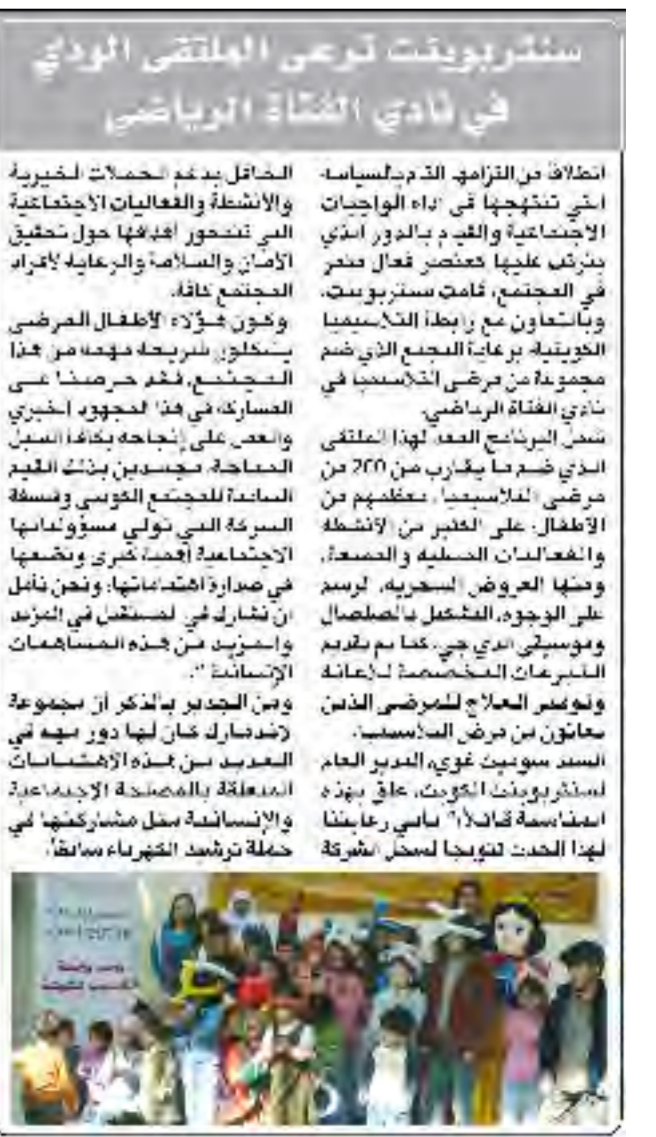 سنتربوينت ترعى الملتقى الودي
في نادي الفتاة الرياضي
انطلاقاً من التزامها التام بالسياسة
التي تنتهجها في أداء الواجبات
الاجتماعية والقيام بالدور الذي
يترتب عليها كعنصر فعال
في المجتمع، قامت سنتربوينت،
وبالتعاون مع رابطة الثلاسيميا
الكويتية، برعاية التجمع الذي ضم
مجموعة من مرضى الثلاسيميا في
نادي الفتاة الرياضي.
شمل البرنامج المعد لهذا الملتقى
الذي ضم ما يقارب من 200 من
مرضى الثلاسيميا، معظمهم من
الأطفال، على الكثير من الأنشطة
والفعاليات المسلية والممتعة،
ومنها العروض السحرية، الرسم
على الوجوه، التشكيل بالصلصال
وموسيقى الدي جي، كما تم تقديم
التبرعات المخصصة للإعانة
وتوفير العلاج للمرضى الذين
يعانون من مرض الثلاسيميا.
السيد سوميت غوي، المدير العام
لسنتربوينت الكويت، علق بهذه
المناسبة قائلاً: "يأتي رعايتنا
لهذا الحدث تتويجاً لسجل الشركة
الحافل بدعم الحملات الخيرية
والأنشطة والفعاليات الاجتماعية
التي تتمحور أهدافها حول تحقيق
الأمان والسلامة والرعاية لأفراد
المجتمع كافة.
وكون هؤلاء الأطفال المرضى
يشكلون شريحة مهمة من هذا
المجتمع، فقد حرصنا على
المشاركة في هذا المجهود الخيري
والعمل على إنجاحه بكافة السبل
المتاحة، مجسدين بذلك القيم
السائدة للمجتمع الكويتي وفلسفة
الشركة التي تولي مسؤولياتها
الاجتماعية أهمية كبرى وتضعها
في صدارة اهتماماتها، ونحن نأمل
ان نشارك في المستقبل في المزيد
والمزيد من هذه المساهمات
الإنسانية".
ومن الجدير بالذكر أن مجموعة
لاندمارك كان لها دور مهم في
العديد من هذه الاهتمامات
المتعلقة بالمصلحة الاجتماعية
والإنسانية مثل مشاركتها في
حملة ترشيد الكهرباء سابقاً.